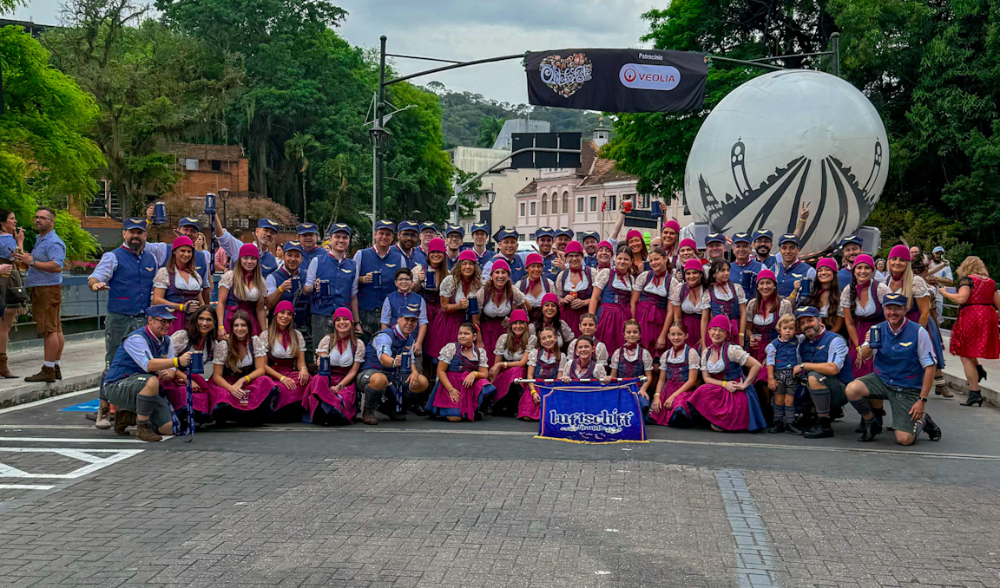 Patrocínio
Oktoberfest
VEOLIA
Luftschiff